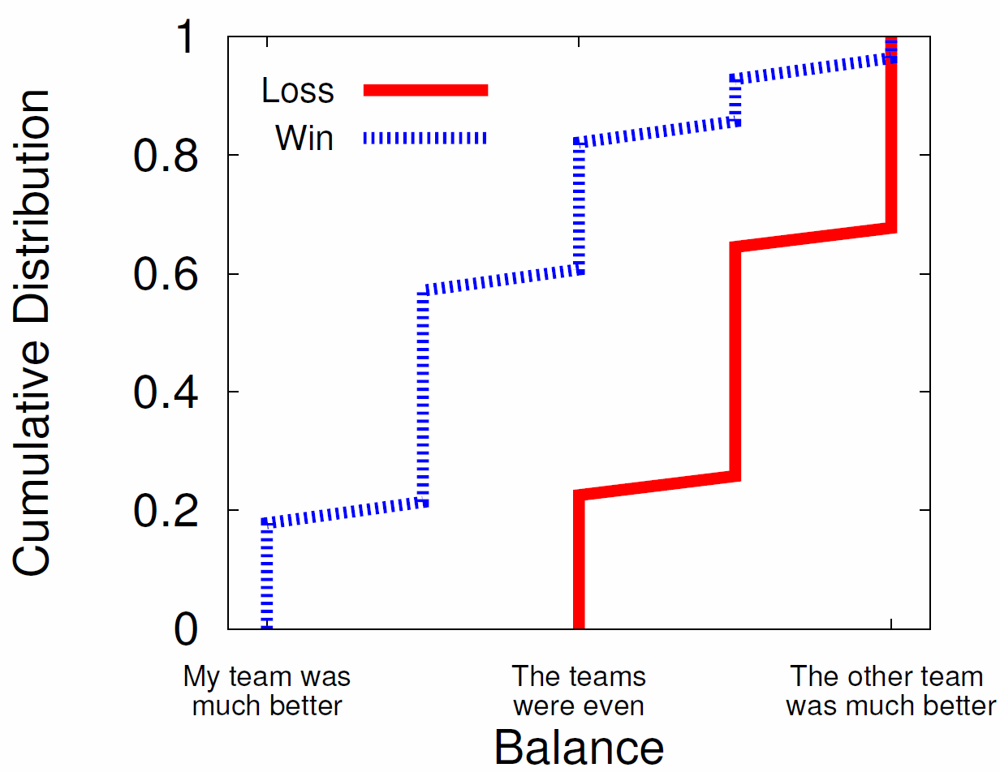 Cumulative Distribution
1
0.8
0.6
0.4
0.2
0
Loss
Win
My team was
much better
The teams
were even
The other team
was much better
Balance